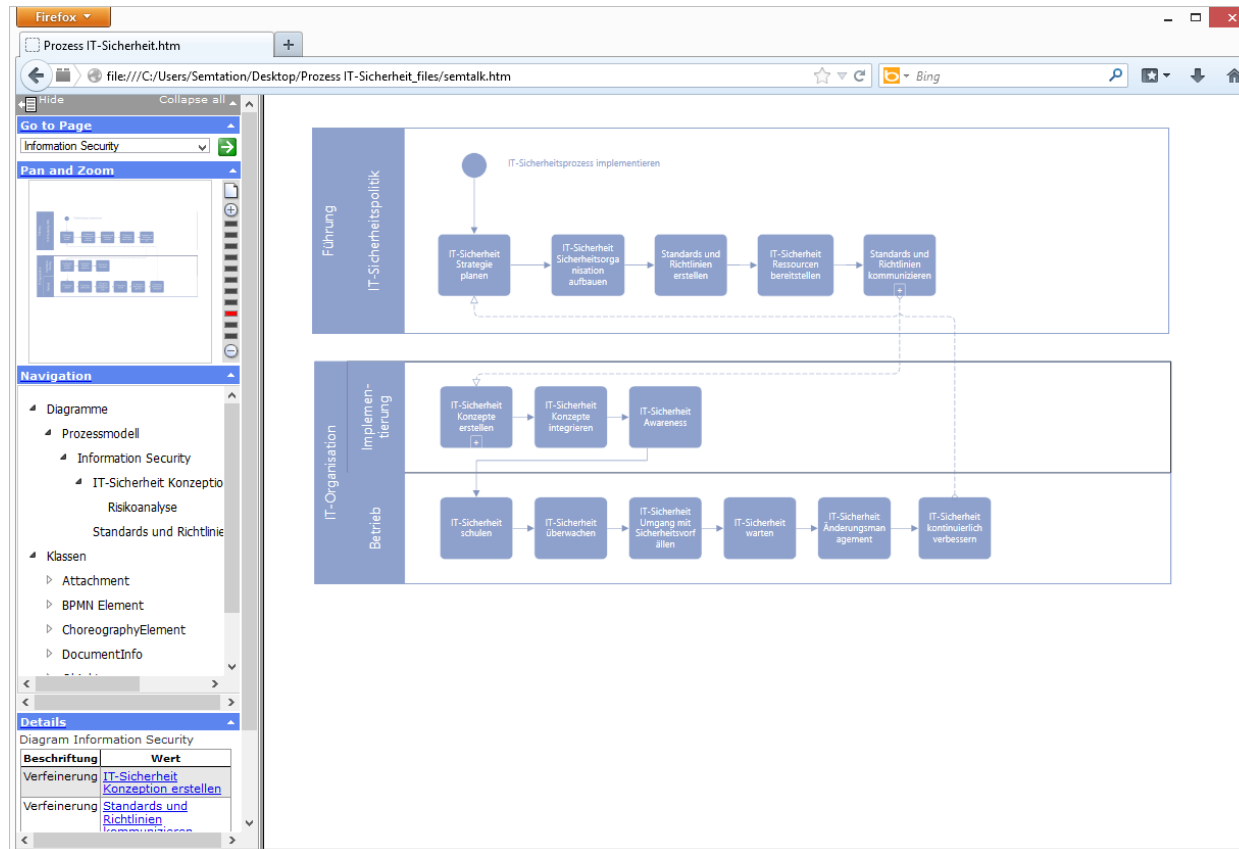 Firefox
Prozess IT-Sicherheit.htm
file:///C:/Users/Semtation/Desktop/Prozess IT-Sicherheit_files/semtalk.htm
Bing
Hide
Collapse all
Go to Page
Information Security
Pan and Zoom
Navigation
Diagramme
Prozessmodell
Information Security
IT-Sicherheit Konzeptio
Risikoanalyse
Standards und Richtlinie
Klassen
Attachment
BPMN Element
ChoreographyElement
DocumentInfo
Details
Diagram Information Security
Beschriftung Wert
Verfeinerung IT-Sicherheit
Konzeption erstellen
Verfeinerung Standards und
Richtlinien
kommunizieren
Führung
IT-Sicherheitspolitik
IT-Sicherheitsprozess implementieren
IT-Sicherheit
Strategie
planen
IT-Sicherheit
Sicherheitsorga
nisation
aufbauen
Standards und
Richtlinien
erstellen
IT-Sicherheit
Ressourcen
bereitstellen
Standards und
Richtlinien
kommunizieren
IT-Organisation
Implemen-
tierung
IT-Sicherheit
Konzepte
erstellen
IT-Sicherheit
Konzepte
integrieren
IT-Sicherheit
Awareness
Betrieb
IT-Sicherheit
schulen
IT-Sicherheit
überwachen
IT-Sicherheit
Umgang mit
Sicherheitsvorf
ällen
IT-Sicherheit
warten
IT-Sicherheit
Änderungsman
agement
IT-Sicherheit
kontinuierlich
verbessern